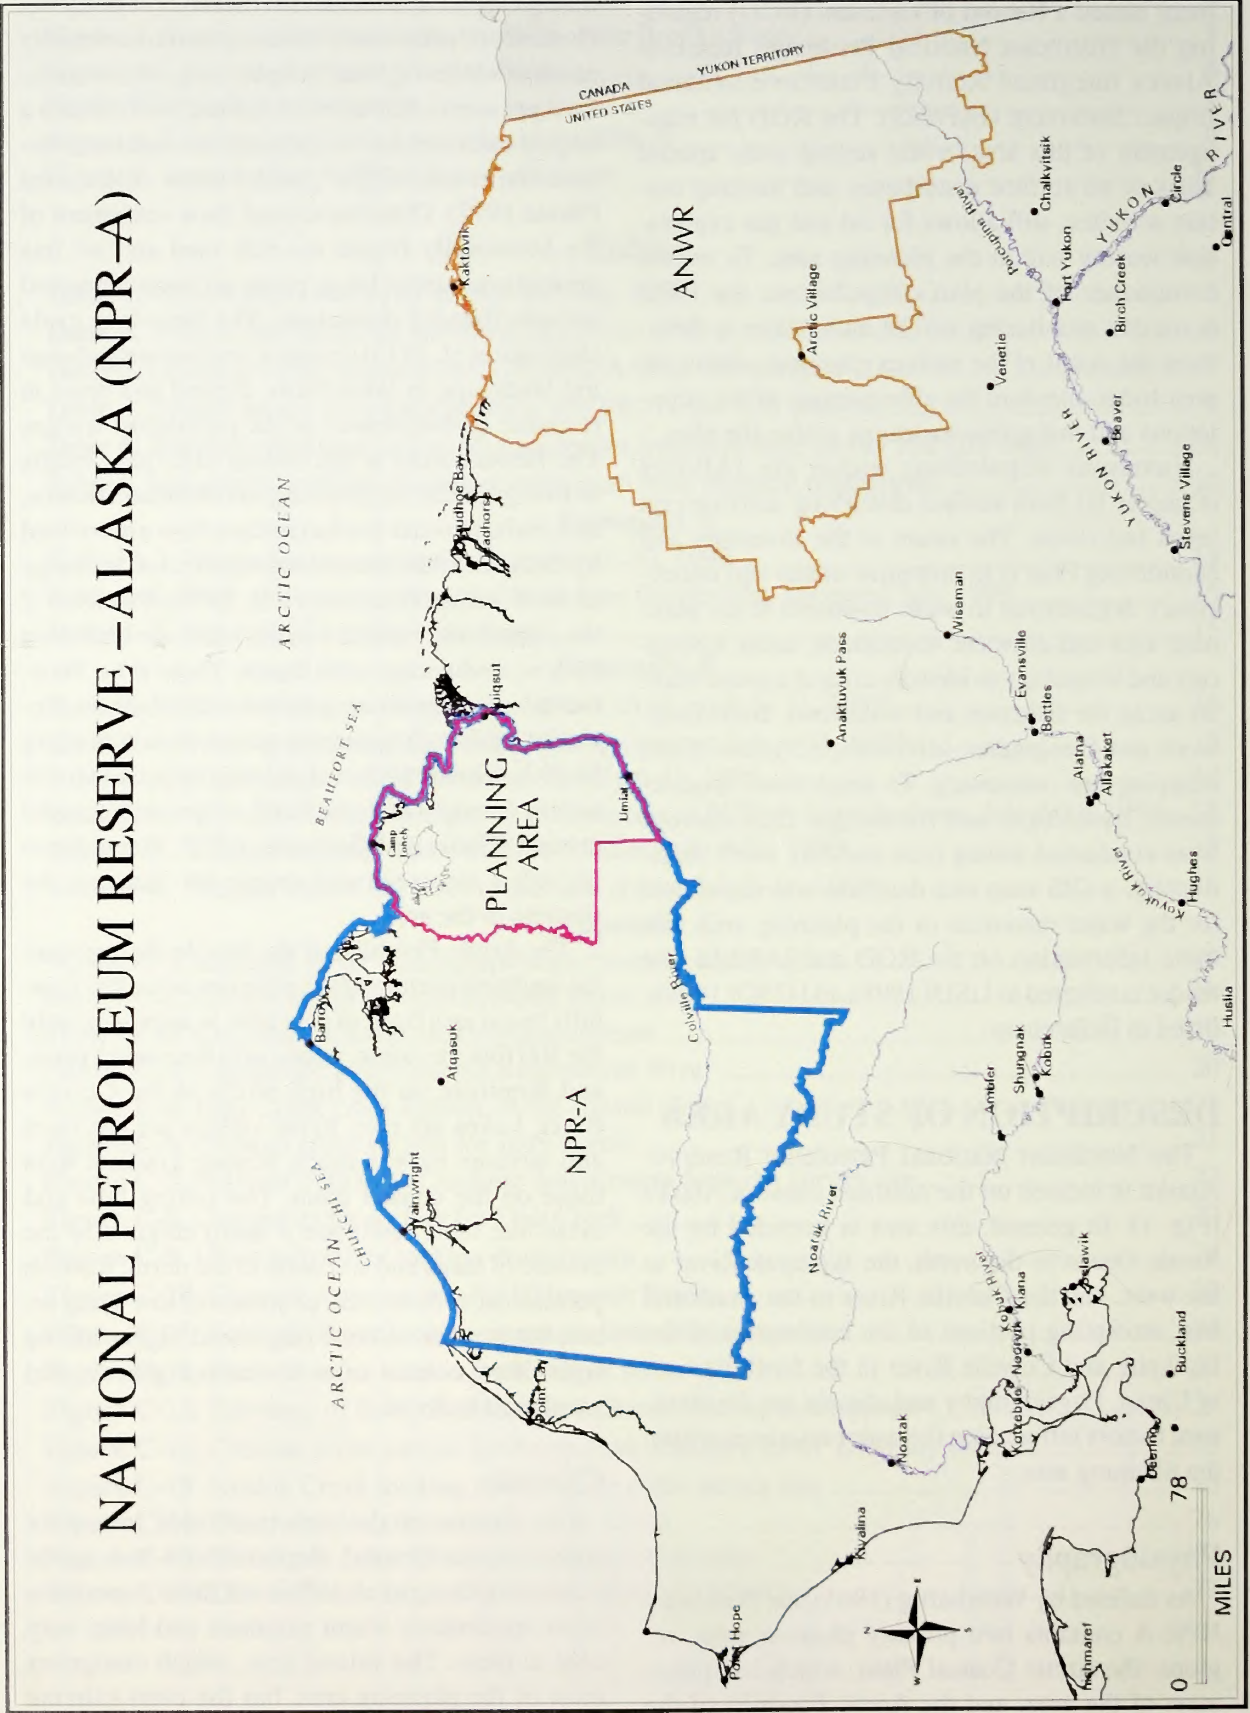 NATIONAL PETROLEUM RESERVE – ALASKA (NPR–A)
ARCTIC OCEAN
BEAUFORT SEA
ARCTIC OCEAN
CHUKCHI SEA
CANADA
YUKON TERRITORY
UNITED STATES
Barrow
Atqasuk
Wainwright
NPR-A
Point Lay
Camp
Lonely
PLANNING
AREA
Nuiqsut
Umiat
Colville River
Prudhoe Bay
Deadhorse
Kaktovik
ANWR
Arctic Village
Venetie
Porcupine River
Chalkyitsik
Fort Yukon
YUKON
RIVER
Circle
Central
Birch Creek
Beaver
YUKON RIVER
Stevens Village
Wiseman
Anaktuvuk Pass
Evansville
Bettles
Alatna
Allakaket
Koyukuk River
Hughes
Huslia
Ambler
Shungnak
Kobuk
Noatak River
Kobuk River
Kiana
Noorvik
Selawik
Buckland
Kotzebue
Noatak
Deering
Kivalina
Point Hope
Shishmaref
N
E
S
W
0
78
MILES